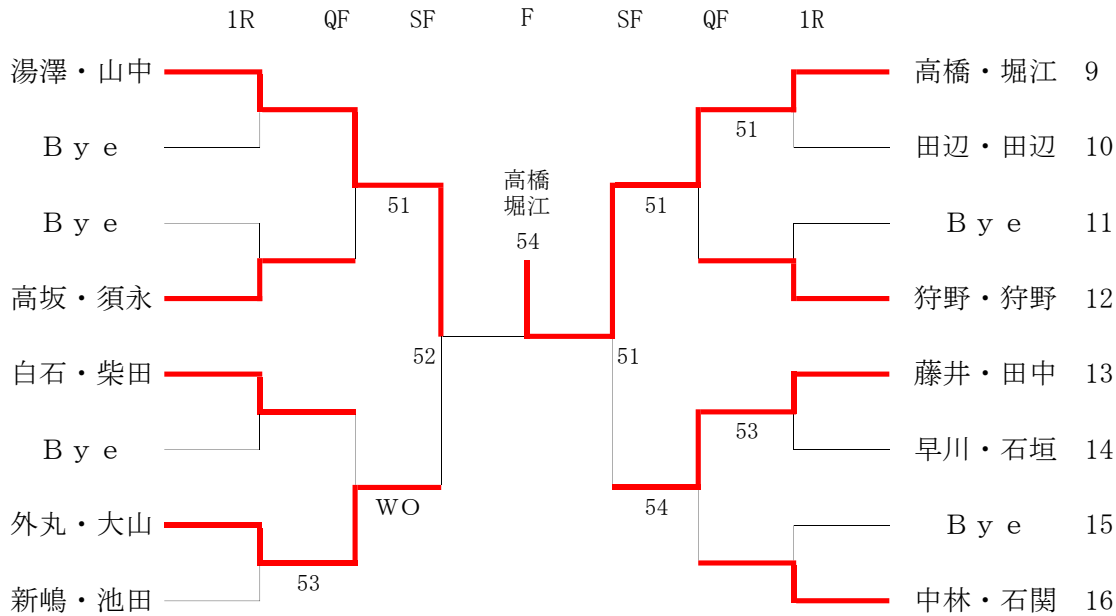 1R QF SF F SF QF 1R
湯澤・山中 高橋・堀江 9
51
Ｂｙｅ 田辺・田辺 10
高橋
堀江
51 51
Ｂｙｅ Ｂｙｅ 11
54
高坂・須永 狩野・狩野 12
52 51
白石・柴田 藤井・田中 13
53
Ｂｙｅ 早川・石垣 14
WO 54
外丸・大山 Ｂｙｅ 15
53
新嶋・池田 中林・石関 16